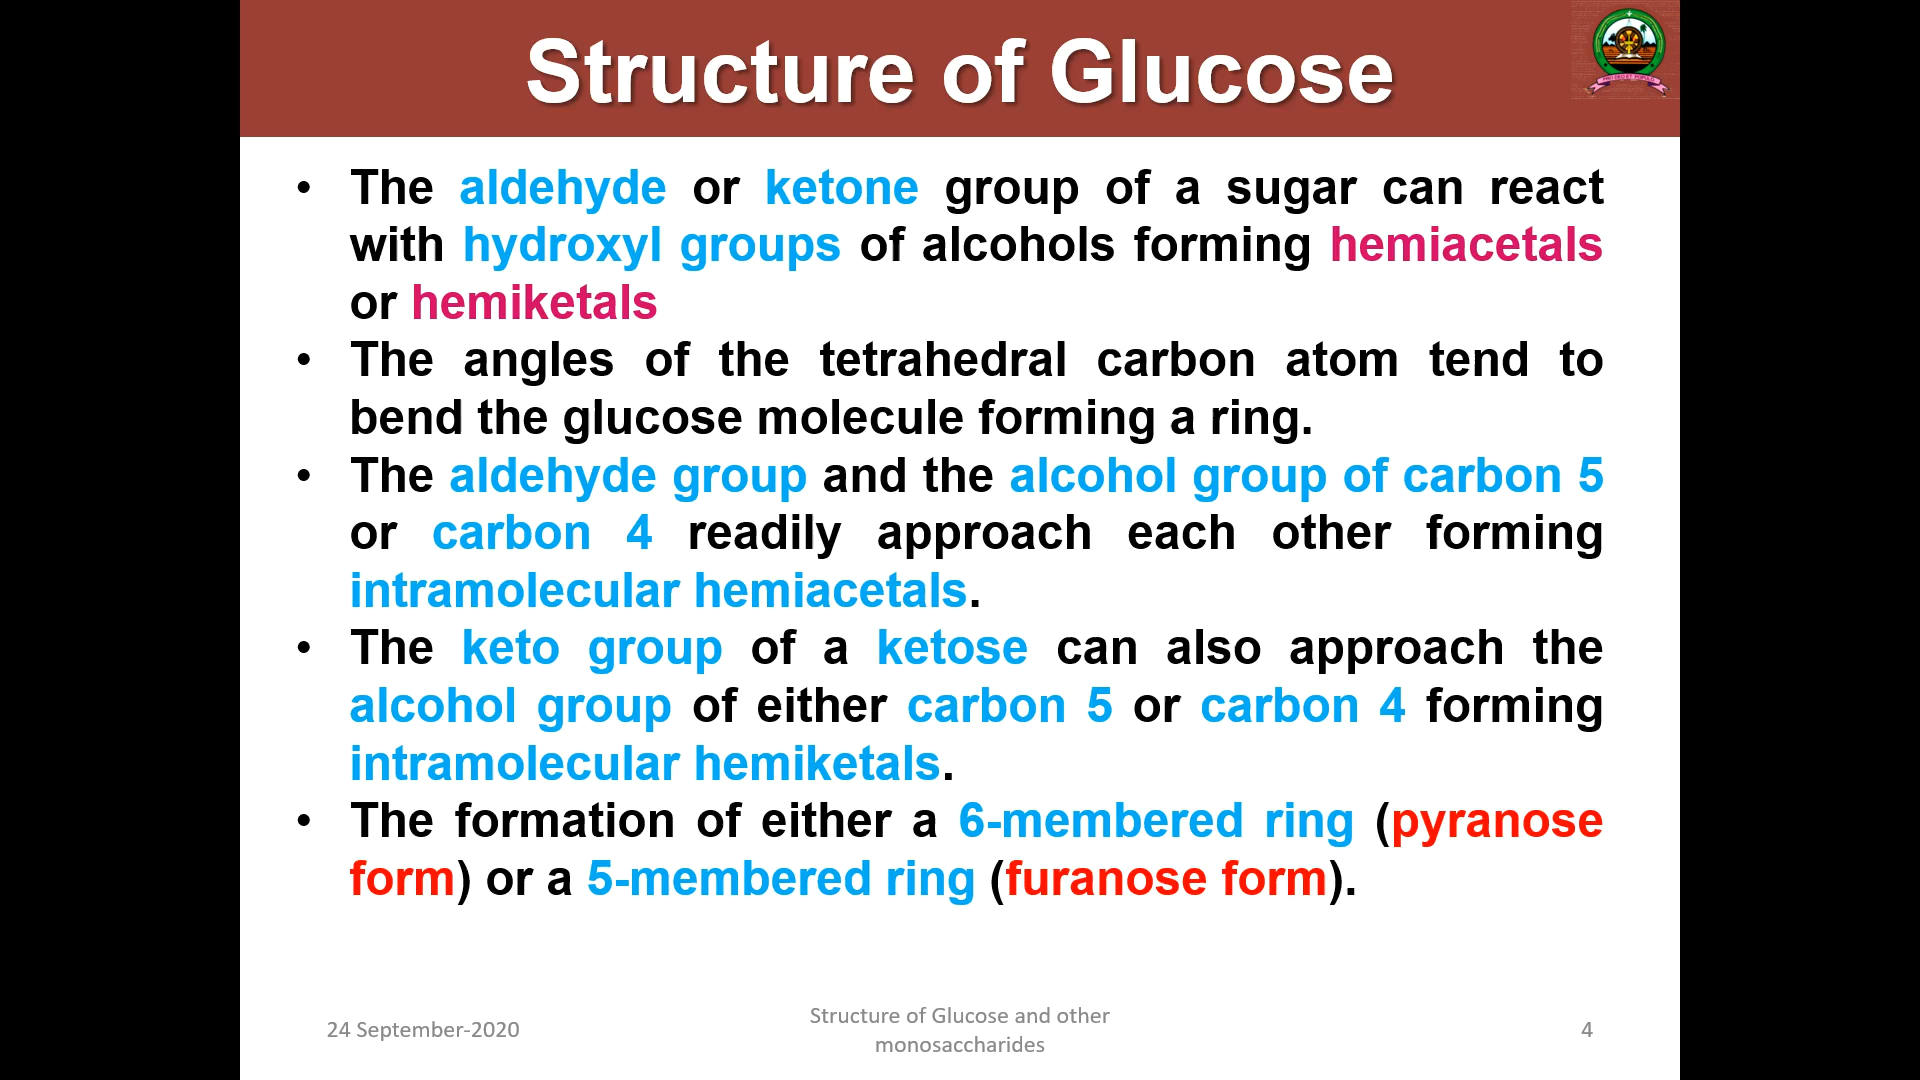 Structure of Glucose
• The aldehyde or ketone group of a sugar can react
with hydroxyl groups of alcohols forming hemiacetals
or hemiketals
• The angles of the tetrahedral carbon atom tend to
bend the glucose molecule forming a ring.
• The aldehyde group and the alcohol group of carbon 5
or carbon 4 readily approach each other forming
intramolecular hemiacetals.
• The keto group of a ketose can also approach the
alcohol group of either carbon 5 or carbon 4 forming
intramolecular hemiketals.
• The formation of either a 6-membered ring (pyranose
form) or a 5-membered ring (furanose form).
24 September-2020
Structure of Glucose and other
monosaccharides
4